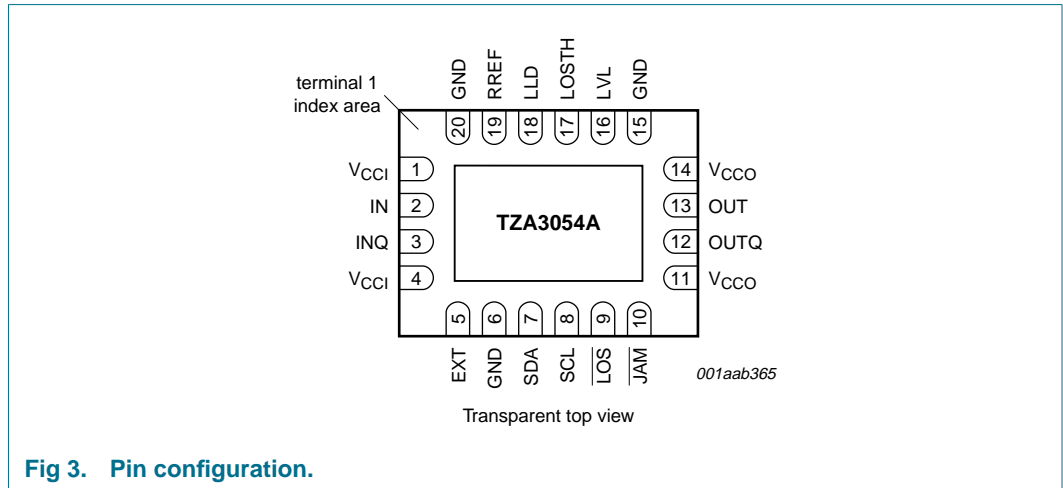 GND RREF LLD LOSTH LVL GND
terminal 1
index area
20 19 18 17 16 15
VCCI 1
IN 2
INQ 3
VCCI 4
TZA3054A
14 VCCO
13 OUT
12 OUTQ
11 VCCO
5 6 7 8 9 10
EXT GND SDA SCL LOS JAM
001aab365
Transparent top view
Fig 3. Pin configuration.